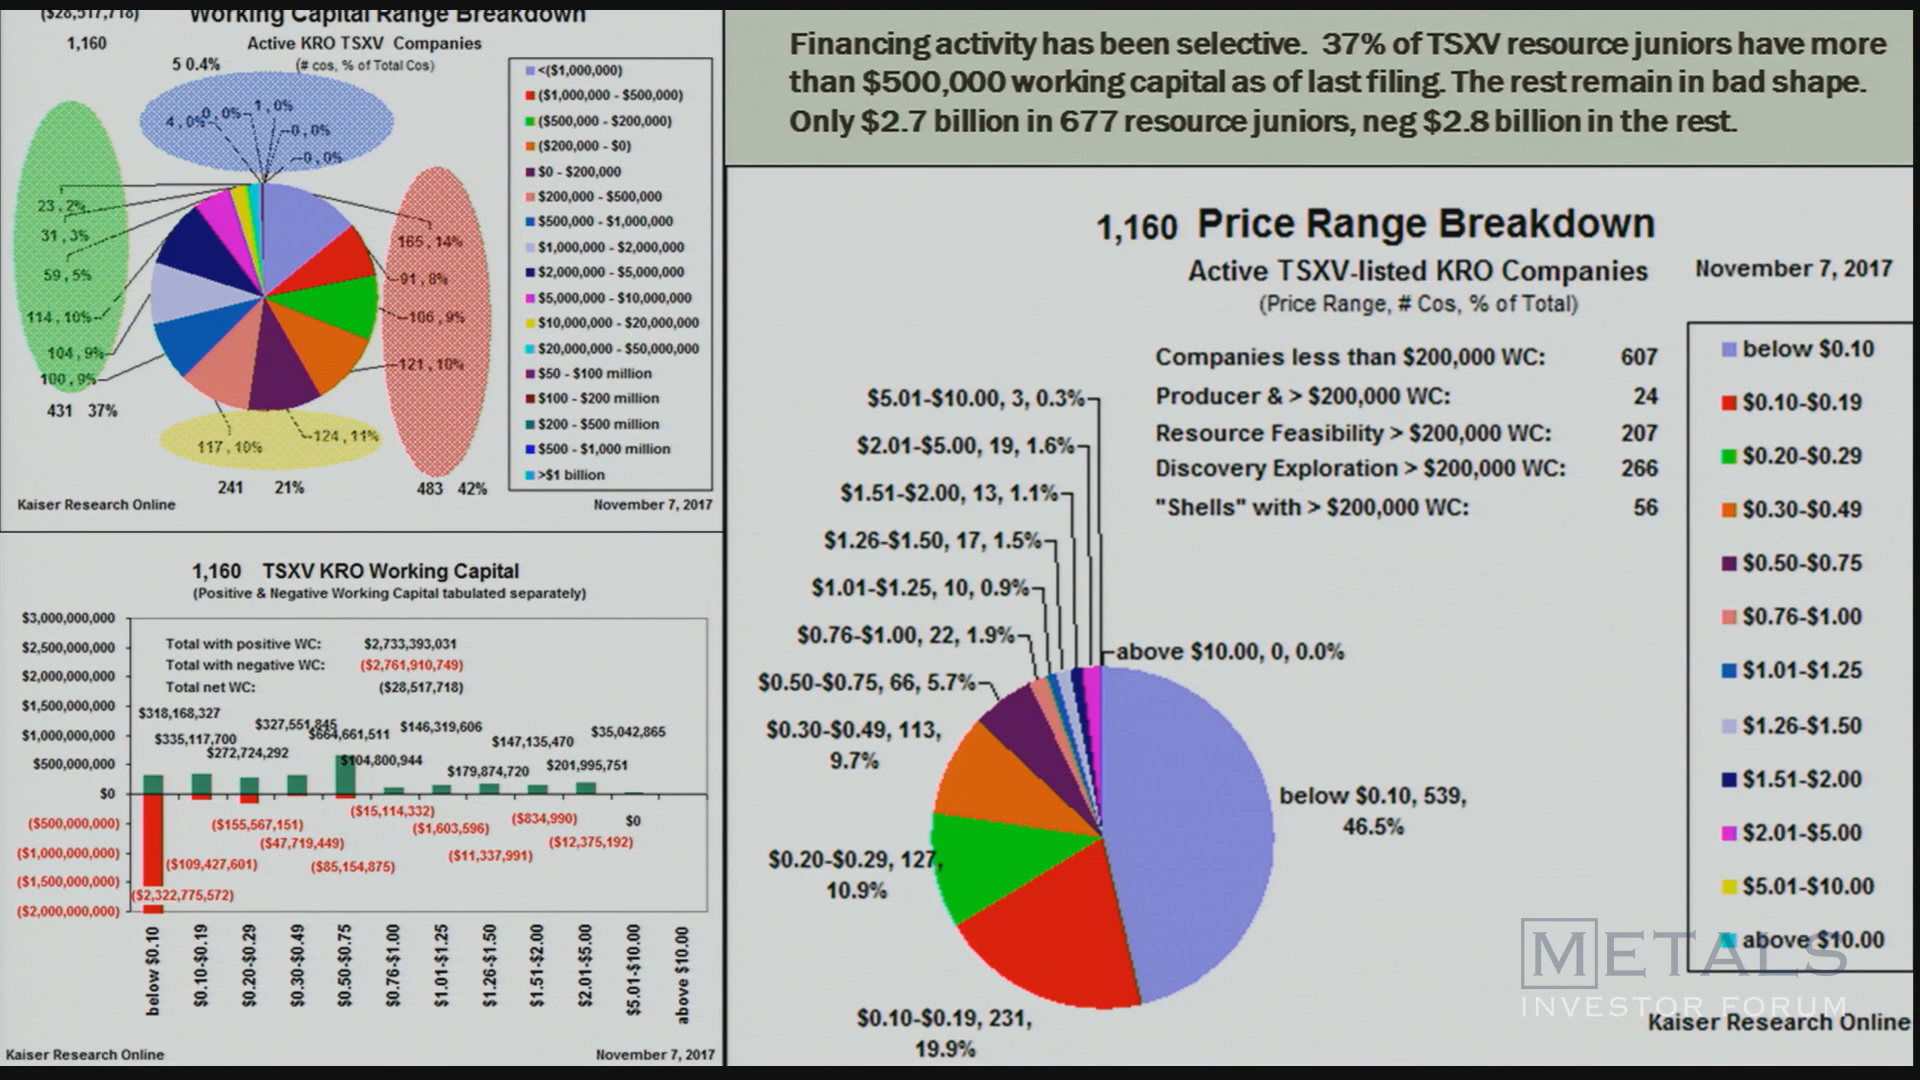 ($28,517,718)
Working Capital Range Breakdown
1,160
Active KRO TSXV Companies
5 0.4%
(# cos, % of Total Cos)
4, 0%
0, 0%
1, 0%
0, 0%
0, 0%
23, 2%
31, 3%
59, 5%
114, 10%
104, 9%
100, 9%
431 37%
165, 14%
91, 8%
106, 9%
121, 10%
117, 10%
124, 11%
241 21%
483 42%
<($1,000,000)
($1,000,000 - $500,000)
($500,000 - $200,000)
($200,000 - $0)
$0 - $200,000
$200,000 - $500,000
$500,000 - $1,000,000
$1,000,000 - $2,000,000
$2,000,000 - $5,000,000
$5,000,000 - $10,000,000
$10,000,000 - $20,000,000
$20,000,000 - $50,000,000
$50 - $100 million
$100 - $200 million
$200 - $500 million
$500 - $1,000 million
>$1 billion
Kaiser Research Online
November 7, 2017
1,160 TSXV KRO Working Capital
(Positive & Negative Working Capital tabulated separately)
$3,000,000,000
$2,500,000,000
$2,000,000,000
$1,500,000,000
$1,000,000,000
$500,000,000
$0
($500,000,000)
($1,000,000,000)
($1,500,000,000)
($2,000,000,000)
Total with positive WC: $2,733,393,031
Total with negative WC: ($2,761,910,749)
Total net WC: ($28,517,718)
$318,168,327
$335,117,700
$272,724,292
$327,551,845
$664,661,511
$104,800,944
$146,319,606
$179,874,720
$147,135,470
$201,995,751
$35,042,865
($2,322,775,572)
($109,427,601)
($155,567,151)
($47,719,449)
($85,154,875)
($15,114,332)
($1,603,596)
($11,337,991)
($834,990)
($12,375,192)
$0
below $0.10
$0.10-$0.19
$0.20-$0.29
$0.30-$0.49
$0.50-$0.75
$0.76-$1.00
$1.01-$1.25
$1.26-$1.50
$1.51-$2.00
$2.01-$5.00
$5.01-$10.00
above $10.00
Kaiser Research Online
November 7, 2017
Financing activity has been selective. 37% of TSXV resource juniors have more
than $500,000 working capital as of last filing. The rest remain in bad shape.
Only $2.7 billion in 677 resource juniors, neg $2.8 billion in the rest.
1,160 Price Range Breakdown
Active TSXV-listed KRO Companies
November 7, 2017
(Price Range, # Cos, % of Total)
Companies less than $200,000 WC: 607
Producer & > $200,000 WC: 24
Resource Feasibility > $200,000 WC: 207
Discovery Exploration > $200,000 WC: 266
"Shells" with > $200,000 WC: 56
$5.01-$10.00, 3, 0.3%
$2.01-$5.00, 19, 1.6%
$1.51-$2.00, 13, 1.1%
$1.26-$1.50, 17, 1.5%
$1.01-$1.25, 10, 0.9%
$0.76-$1.00, 22, 1.9%
above $10.00, 0, 0.0%
$0.50-$0.75, 66, 5.7%
$0.30-$0.49, 113,
9.7%
below $0.10, 539,
46.5%
$0.20-$0.29, 127,
10.9%
$0.10-$0.19, 231,
19.9%
below $0.10
$0.10-$0.19
$0.20-$0.29
$0.30-$0.49
$0.50-$0.75
$0.76-$1.00
$1.01-$1.25
$1.26-$1.50
$1.51-$2.00
$2.01-$5.00
$5.01-$10.00
above $10.00
METALS
INVESTOR FORUM
Kaiser Research Online